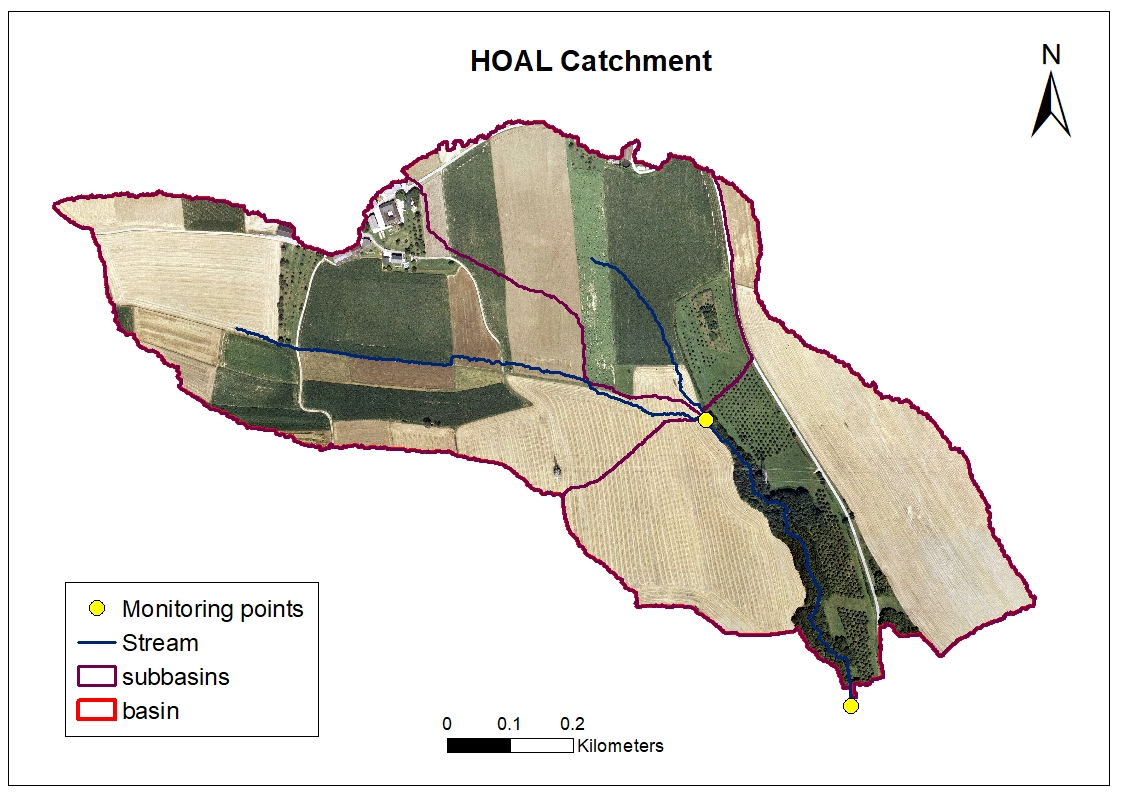 HOAL Catchment
N
Monitoring points
Stream
subbasins
basin
0 0.1 0.2
Kilometers